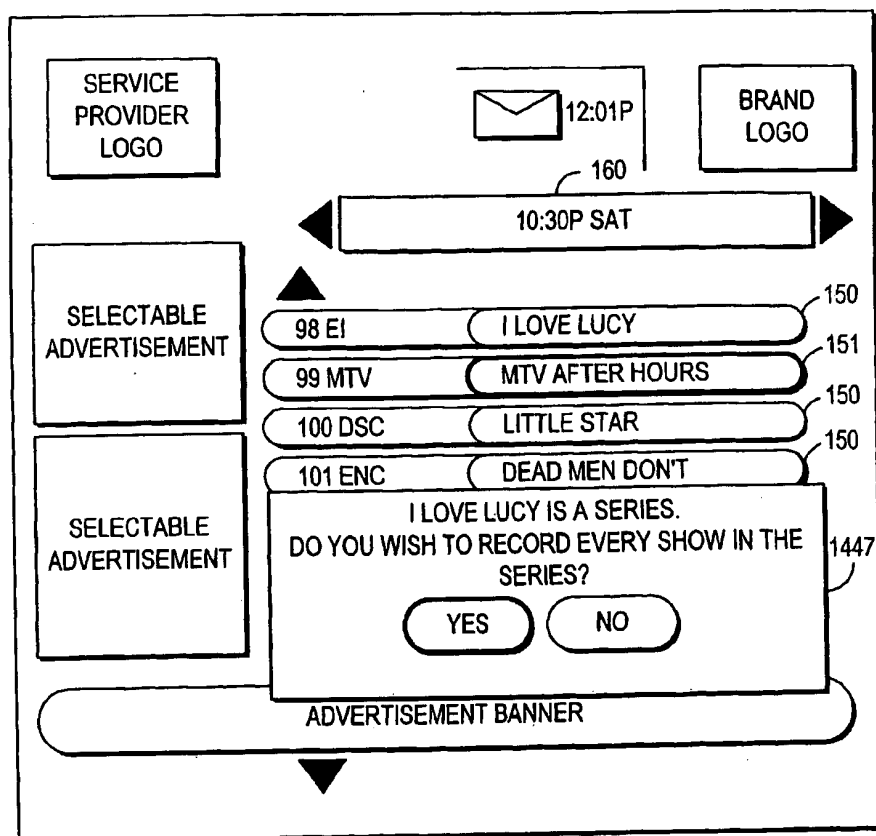 SERVICE
PROVIDER
LOGO
12:01P
BRAND
LOGO
160
10:30P SAT
SELECTABLE
ADVERTISEMENT
98 EI
I LOVE LUCY
150
99 MTV
MTV AFTER HOURS
151
100 DSC
LITTLE STAR
150
101 ENC
DEAD MEN DON'T
150
SELECTABLE
ADVERTISEMENT
I LOVE LUCY IS A SERIES.
DO YOU WISH TO RECORD EVERY SHOW IN THE
SERIES?
1447
YES
NO
ADVERTISEMENT BANNER